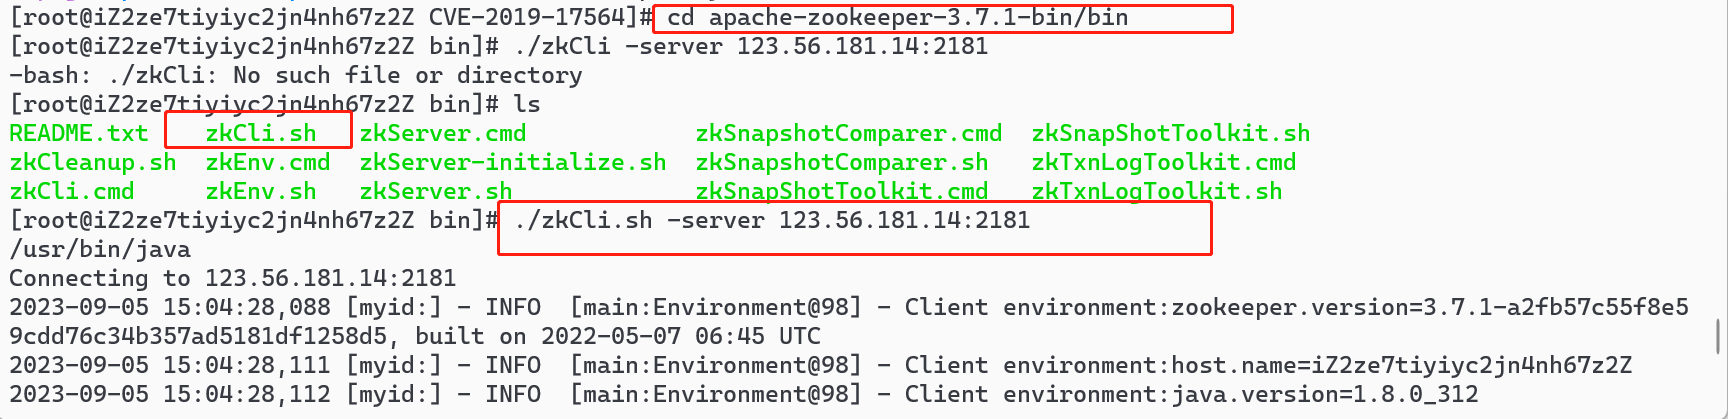 [root@iZ2ze7tiyiyc2jn4nh67z2Z CVE-2019-17564]# cd apache-zookeeper-3.7.1-bin/bin
[root@iZ2ze7tiyiyc2jn4nh67z2Z bin]# ./zkCli -server 123.56.181.14:2181
-bash: ./zkCli: No such file or directory
[root@iZ2ze7tiyiyc2jn4nh67z2Z bin]# ls
README.txt    zkCli.sh   zkServer.cmd            zkSnapshotComparer.cmd  zkSnapShotToolkit.sh
zkCleanup.sh  zkEnv.cmd  zkServer-initialize.sh  zkSnapshotComparer.sh   zkTxnLogToolkit.cmd
zkCli.cmd     zkEnv.sh   zkServer.sh             zkSnapShotToolkit.cmd   zkTxnLogToolkit.sh
[root@iZ2ze7tiyiyc2jn4nh67z2Z bin]# ./zkCli.sh -server 123.56.181.14:2181
/usr/bin/java
Connecting to 123.56.181.14:2181
2023-09-05 15:04:28,088 [myid:] - INFO  [main:Environment@98] - Client environment:zookeeper.version=3.7.1-a2fb57c55f8e5
9cdd76c34b357ad5181df1258d5, built on 2022-05-07 06:45 UTC
2023-09-05 15:04:28,111 [myid:] - INFO  [main:Environment@98] - Client environment:host.name=iZ2ze7tiyiyc2jn4nh67z2Z
2023-09-05 15:04:28,112 [myid:] - INFO  [main:Environment@98] - Client environment:java.version=1.8.0_312